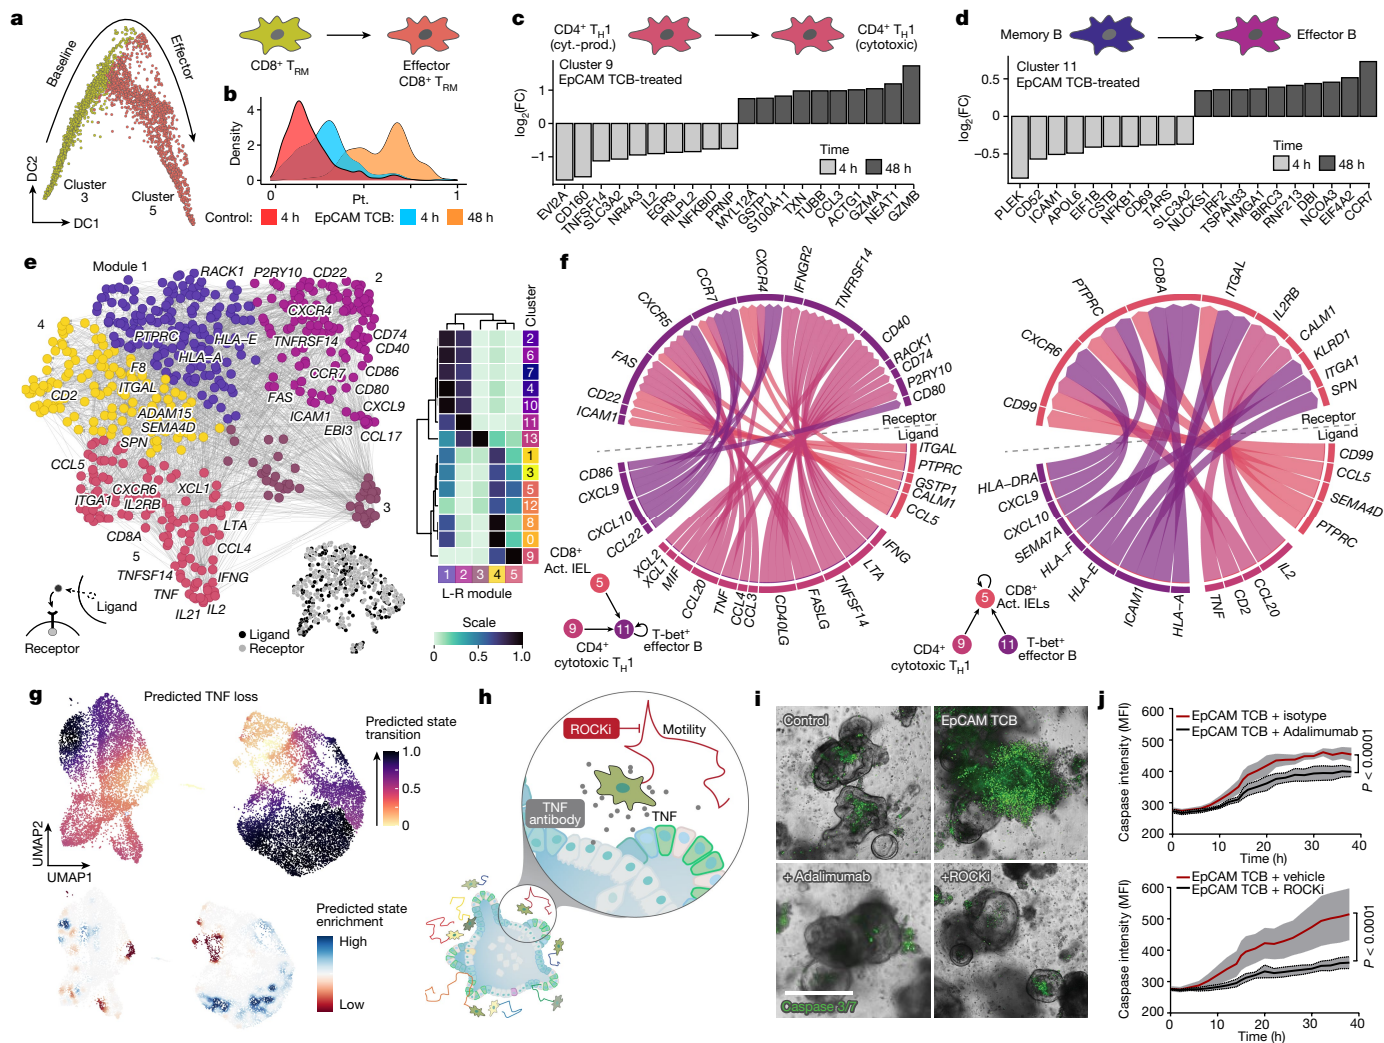 a
Baseline
Effector
DC2
DC1
Cluster
3
Cluster
5
CD8+ TRM
Effector
CD8+ TRM
b
Density
4
2
0
0
Pt.
1
Control:
4 h
EpCAM TCB:
4 h
48 h
c
CD4+ TH1
(cyt.-prod.)
CD4+ TH1
(cytotoxic)
Cluster 9
EpCAM TCB-treated
log2(FC)
1
0
−1
Time
4 h
48 h
EVI2A
CD160
TNFSF14
SLC3A2
NR4A3
IL2
EGR3
RILPL2
NFKBID
PRNP
MYL12A
GSTP1
S100A11
TXN
TUBB
CCL3
ACTG1
GZMA
NEAT1
GZMB
d
Memory B
Effector B
Cluster 11
EpCAM TCB-treated
log2(FC)
0.5
0
−0.5
Time
4 h
48 h
PLEK
CD52
ICAM1
APOL6
EIF1B
CSTB
NFKB1
CD69
TARS
SLC3A2
NUCKS1
IRF2
TSPAN33
HMGA1
BIRC3
RNF213
DBI
NCOA3
EIF4A2
CCR7
e
Module 1
RACK1
P2RY10
CD22
2
4
CXCR4
PTPRC
HLA–E
TNFRSF14
CD74
CD40
HLA–A
F8
CCR7
CD86
ITGAL
CD80
CD2
FAS
CXCL9
ADAM15
ICAM1
SEMA4D
EBI3
CCL17
SPN
CCL5
CXCR6
XCL1
ITGA1
IL2RB
3
LTA
CD8A
CCL4
5
TNFSF14
IFNG
TNF
IL21
IL2
Ligand
Receptor
Ligand
Receptor
Cluster
2
6
7
4
10
11
13
1
3
5
12
8
0
9
1
2
3
4
5
L-R module
Scale
0
0.5
1.0
f
ICAM1
CD22
FAS
CXCR5
CCR7
CXCR4
IFNGR2
TNFRSF14
CD40
RACK1
CD74
P2RY10
CD80
Receptor
Ligand
ITGAL
PTPRC
GSTP1
CALM1
CCL5
IFNG
LTA
TNFSF14
FASLG
CD40LG
CCL3
CCL4
TNF
CCL20
MIF
XCL1
XCL2
CCL22
CXCL10
CXCL9
CD86
CD8+
Act. IEL
5
9
11
CD4+
cytotoxic TH1
T-bet+
effector B
CD99
CXCR6
PTPRC
CD8A
ITGAL
IL2RB
CALM1
KLRD1
ITGA1
SPN
Receptor
Ligand
CD99
CCL5
SEMA4D
PTPRC
IL2
CCL20
CD2
TNF
HLA–A
ICAM1
HLA–E
HLA–F
SEMA7A
CXCL10
CXCL9
HLA–DRA
5
CD8+
Act. IELs
9
11
CD4+
cytotoxic TH1
T-bet+
effector B
g
Predicted TNF loss
Predicted state
transition
1.0
0.5
0
UMAP2
UMAP1
Predicted state
enrichment
High
Low
h
ROCKi
Motility
TNF
antibody
TNF
i
Control
EpCAM TCB
+ Adalimumab
+ROCKi
Caspase 3/7
j
Caspase intensity (MFI)
600
500
400
300
200
EpCAM TCB + isotype
EpCAM TCB + Adalimumab
P < 0.0001
0
10
20
30
40
Time (h)
Caspase intensity (MFI)
600
500
400
300
200
EpCAM TCB + vehicle
EpCAM TCB + ROCKi
P < 0.0001
0
10
20
30
40
Time (h)